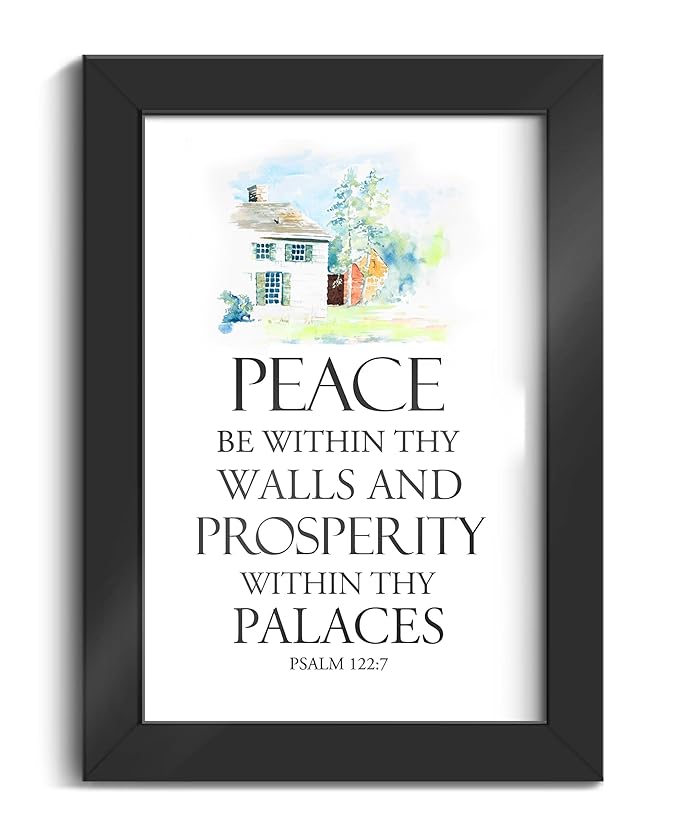 PEACE
BE WITHIN THY
WALLS AND
PROSPERITY
WITHIN THY
PALACES
PSALM 122:7